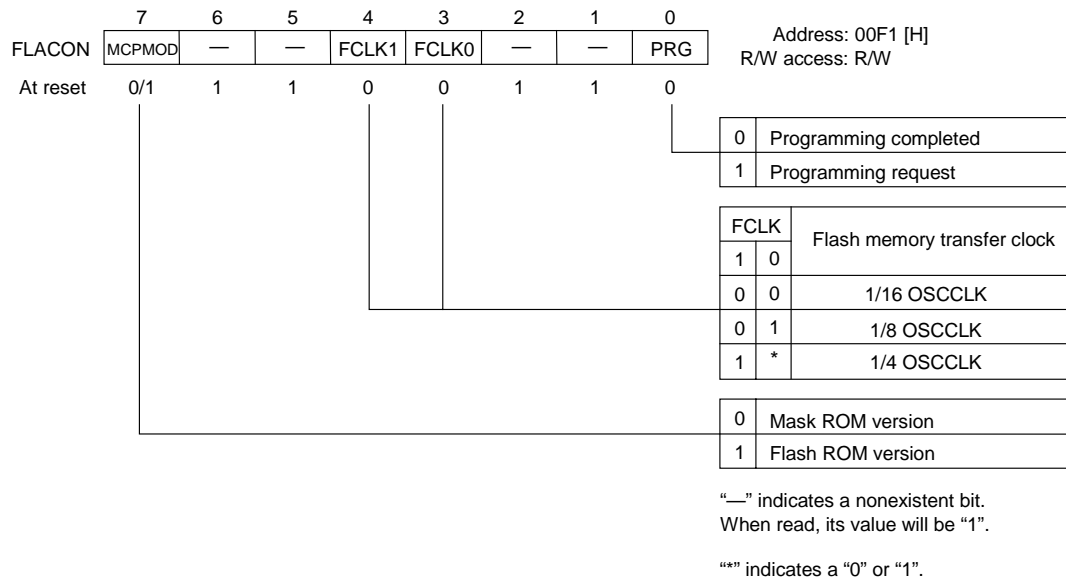 7 6 5 4 3 2 1 0
FLACON MCPMOD — — FCLK1 FCLK0 — — PRG
At reset 0/1 1 1 0 0 1 1 0
Address: 00F1 [H]
R/W access: R/W
0 Programming completed
1 Programming request
FCLK Flash memory transfer clock
1 0
0 0 1/16 OSCCLK
0 1 1/8 OSCCLK
1 * 1/4 OSCCLK
0 Mask ROM version
1 Flash ROM version
“—” indicates a nonexistent bit.
When read, its value will be “1”.
“*” indicates a “0” or “1”.